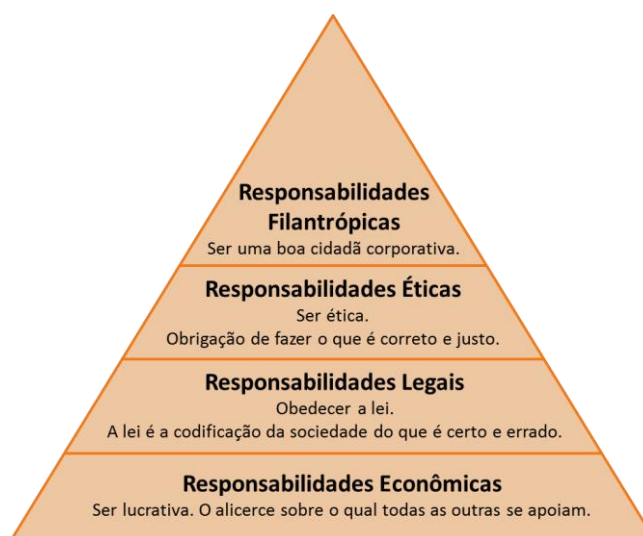 Responsabilidades
Filantrópicas
Ser uma boa cidadã corporativa.
Responsabilidades Éticas
Ser ética.
Obrigação de fazer o que é correto e justo.
Responsabilidades Legais
Obedecer a lei.
A lei é a codificação da sociedade do que é certo e errado.
Responsabilidades Econômicas
Ser lucrativa. O alicerce sobre o qual todas as outras se apoiam.